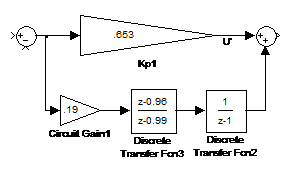 .653
U'
Kp1
.19
z-0.96
z-0.99
1
z-1
Circuit Gain1
Discrete
Transfer Fcn3
Discrete
Transfer Fcn2